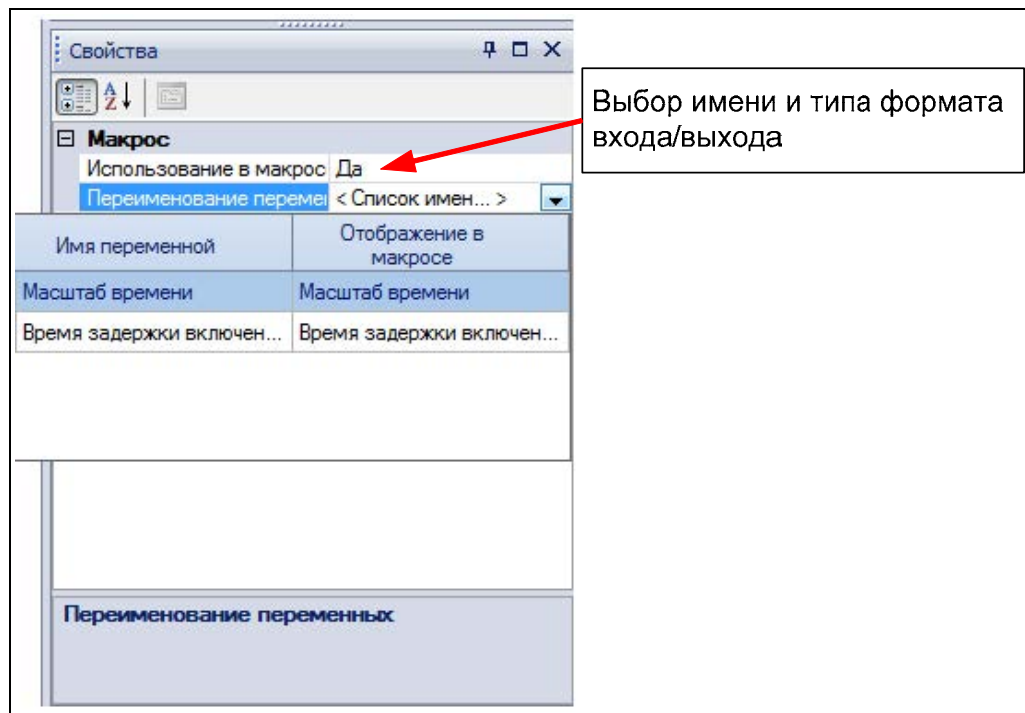 Свойства
Выбор имени и типа формата
входа/выхода
Макрос
Использование в макрос Да
Переименование переме < Список имен... >
Имя переменной Отображение в
макросе
Масштаб времени Масштаб времени
Время задержки включен... Время задержки включен...
Переименование переменных